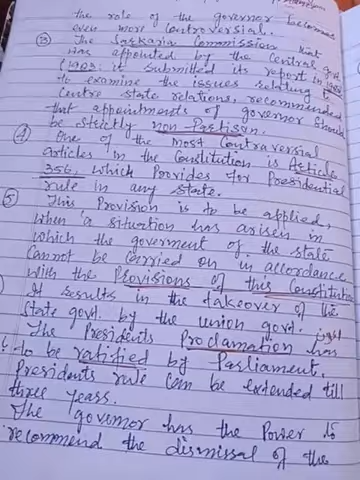 the role of the governor becomes
even more controversial.
③ The Sarkaria Commission that
was appointed by the Central govt.
(1983; it submitted its report in 1988)
to examine the issues relating to
Centre state relations, recommended
that appointments of governor should
be strictly non-Partisan.
④ One of the most Contraversial
articles in the Constitution is Article
356, which Porvides for Poesidential
rule in any state.
⑤ This Provision is to be applied,
when 'a situation has arisen in
which the goverment of the state
cannot be carried on in accordance
with the Provisions of this Constitution
It results in the takeover of the
State govt. by the union govt.
The Presidents Proclamation has
to be ratified by Parliament.
Presidents rule can be extended till
three years.
The governor has the Power to
recommend the dismissal of the